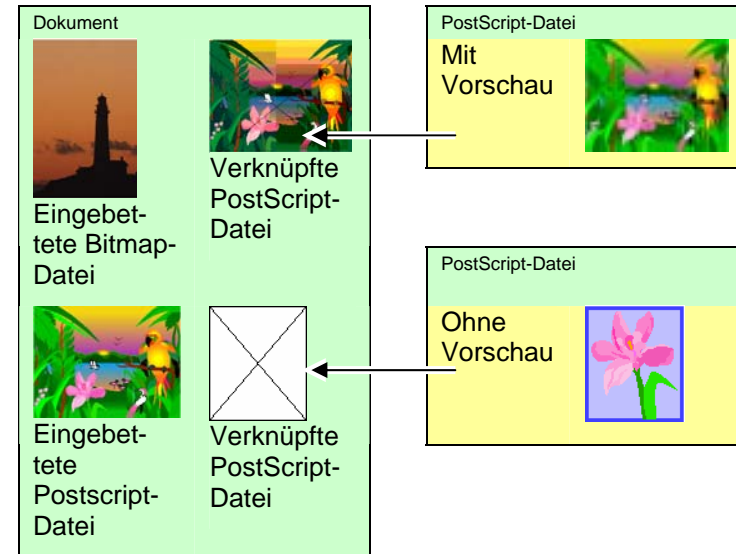 Dokument
Eingebet-
tete Bitmap-
Datei
Verknüpfte
PostScript-
Datei
Eingebet-
tete
Postscript-
Datei
Verknüpfte
PostScript-
Datei
PostScript-Datei
Mit
Vorschau
PostScript-Datei
Ohne
Vorschau